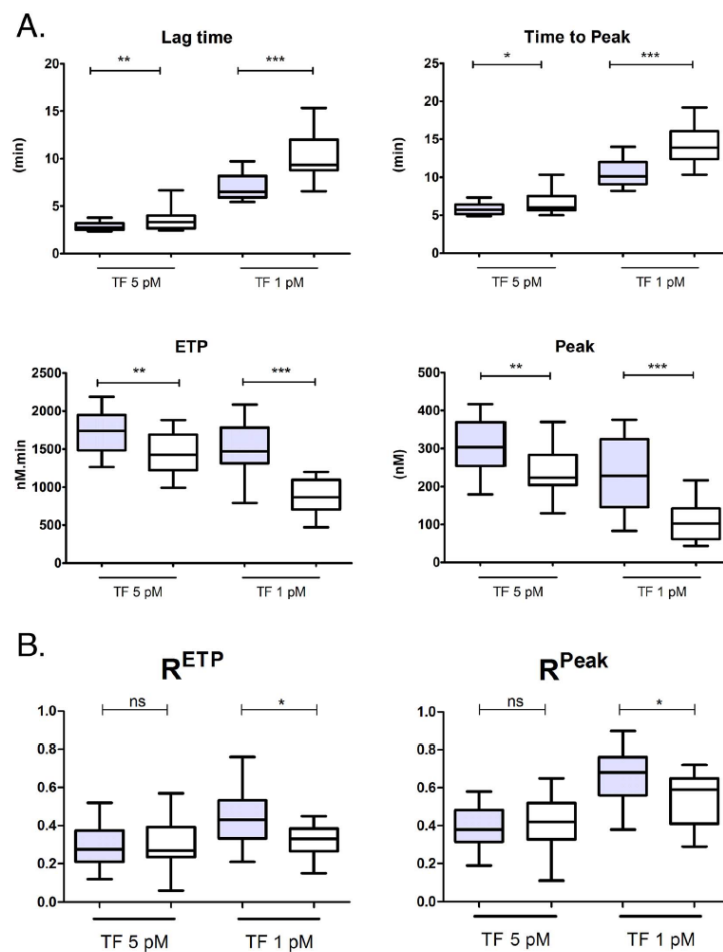 A.
Lag time
(min)
20
15
10
5
0
**
***
TF 5 pM
TF 1 pM
Time to Peak
(min)
25
20
15
10
5
0
*
***
TF 5 pM
TF 1 pM
ETP
nM.min
2500
2000
1500
1000
500
0
**
***
TF 5 pM
TF 1 pM
Peak
(nM)
500
400
300
200
100
0
**
***
TF 5 pM
TF 1 pM
B.
R^ETP
1.0
0.8
0.6
0.4
0.2
0.0
ns
*
TF 5 pM
TF 1 pM
R^Peak
1.0
0.8
0.6
0.4
0.2
0.0
ns
*
TF 5 pM
TF 1 pM